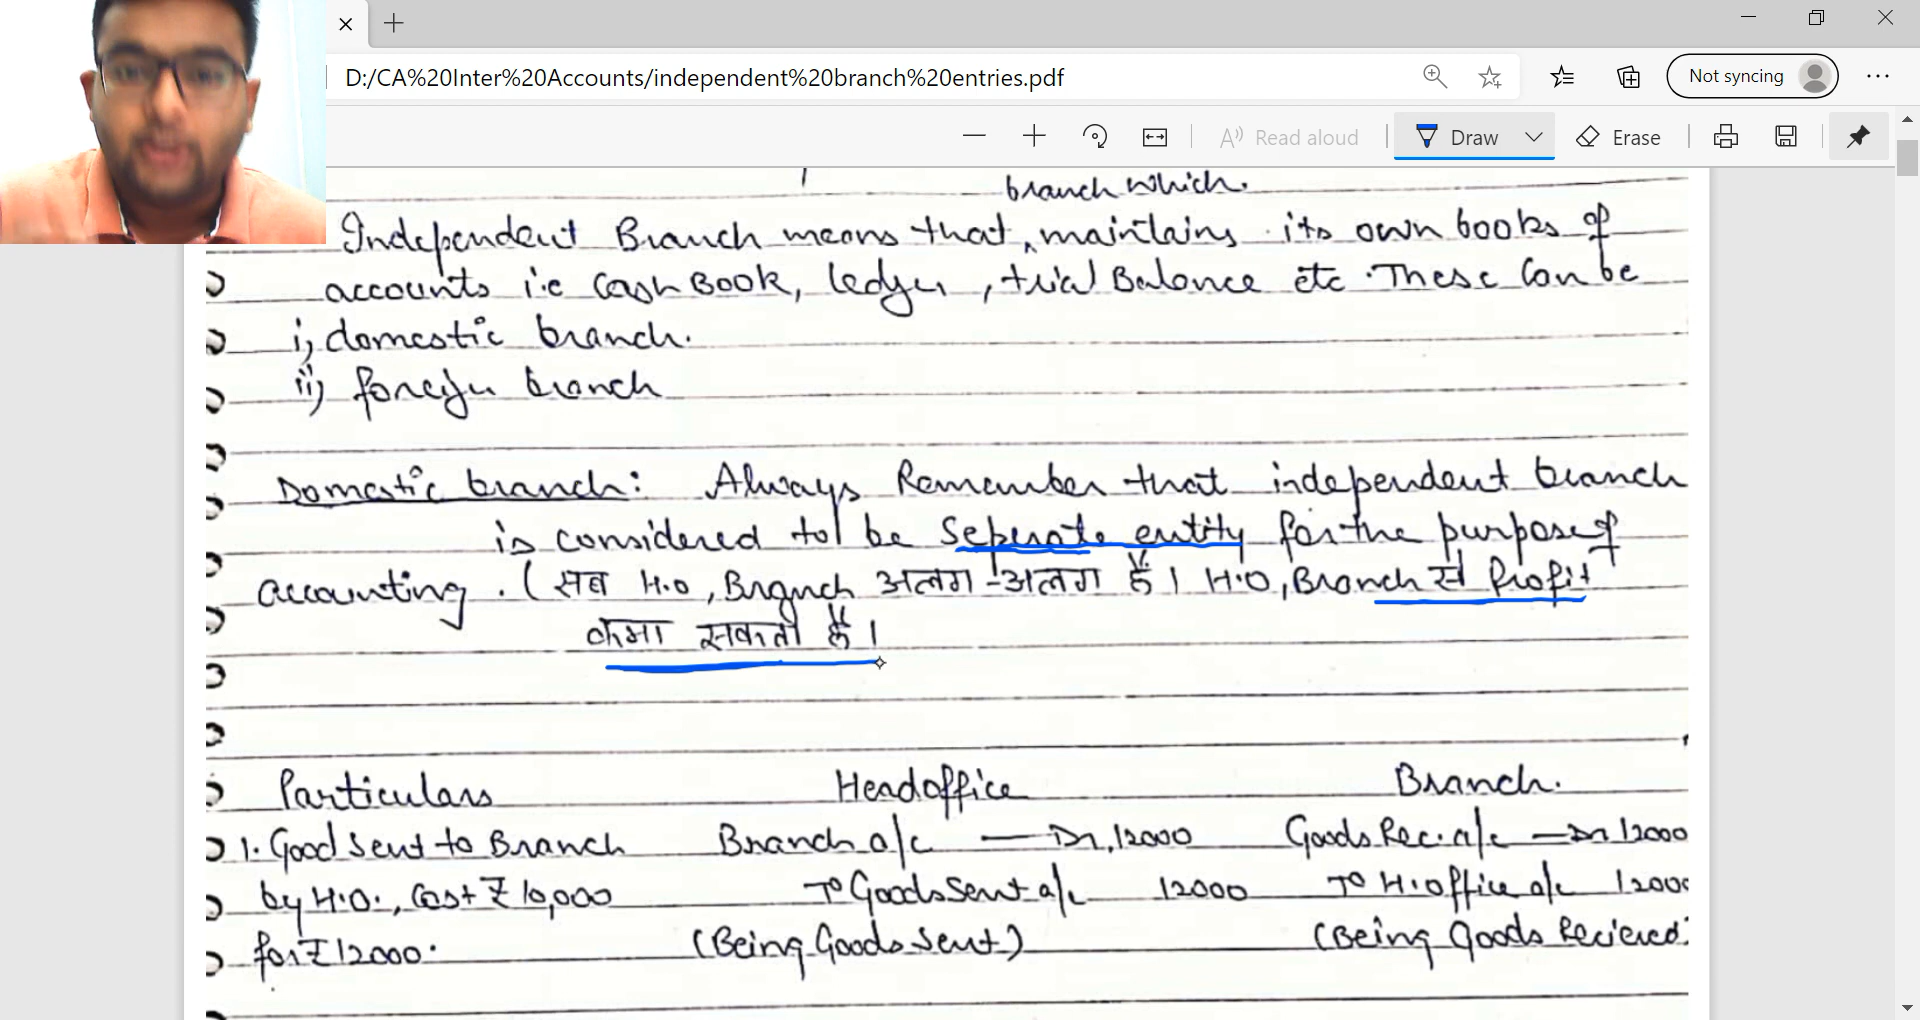 D:/CA%20Inter%20Accounts/independent%20branch%20entries.pdf
Not syncing
Read aloud
Draw
Erase
branch which.
Independent Branch means that maintains its own books of
accounts i.e Cash Book, ledger, trial Balance etc. These Can be
i) domestic branch.
ii) foreign branch
Domestic branch: Always Remember that independent branch
is considered to be Seperate entity for the purpose of
accounting. (सब H.O, Branch अलग-अलग हैं। H.O, Branch से Profit
कमा सकता हैं।
Particulars Headoffice Branch.
1. Good Sent to Branch Branch a/c — Dr. 12000 Goods Rec. a/c — Dr. 12000
by H.O., Cost ₹ 10,000 To Goods Sent a/c 12000 To H.office a/c 12000
for ₹ 12000. (Being Goods Sent) (Being Goods Recieved.